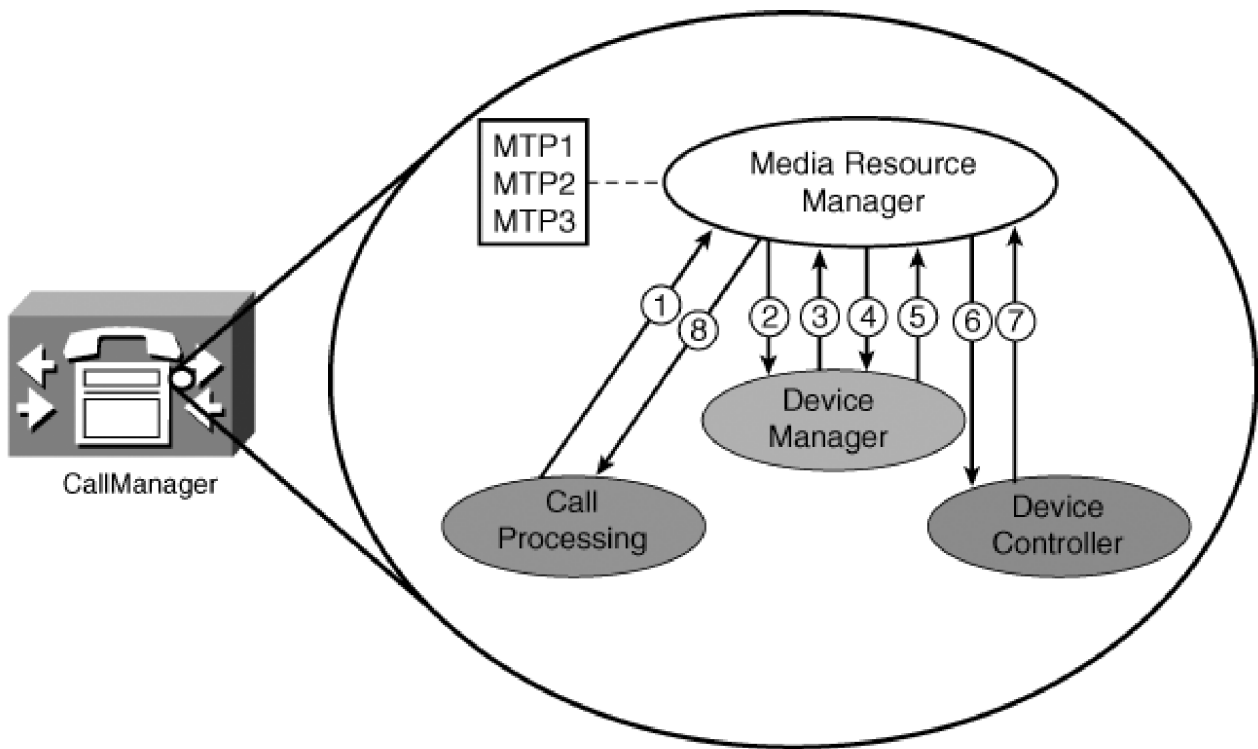 MTP1
MTP2
MTP3
Media Resource
Manager
1
8
2
3
4
5
6
7
Device
Manager
CallManager
Call
Processing
Device
Controller